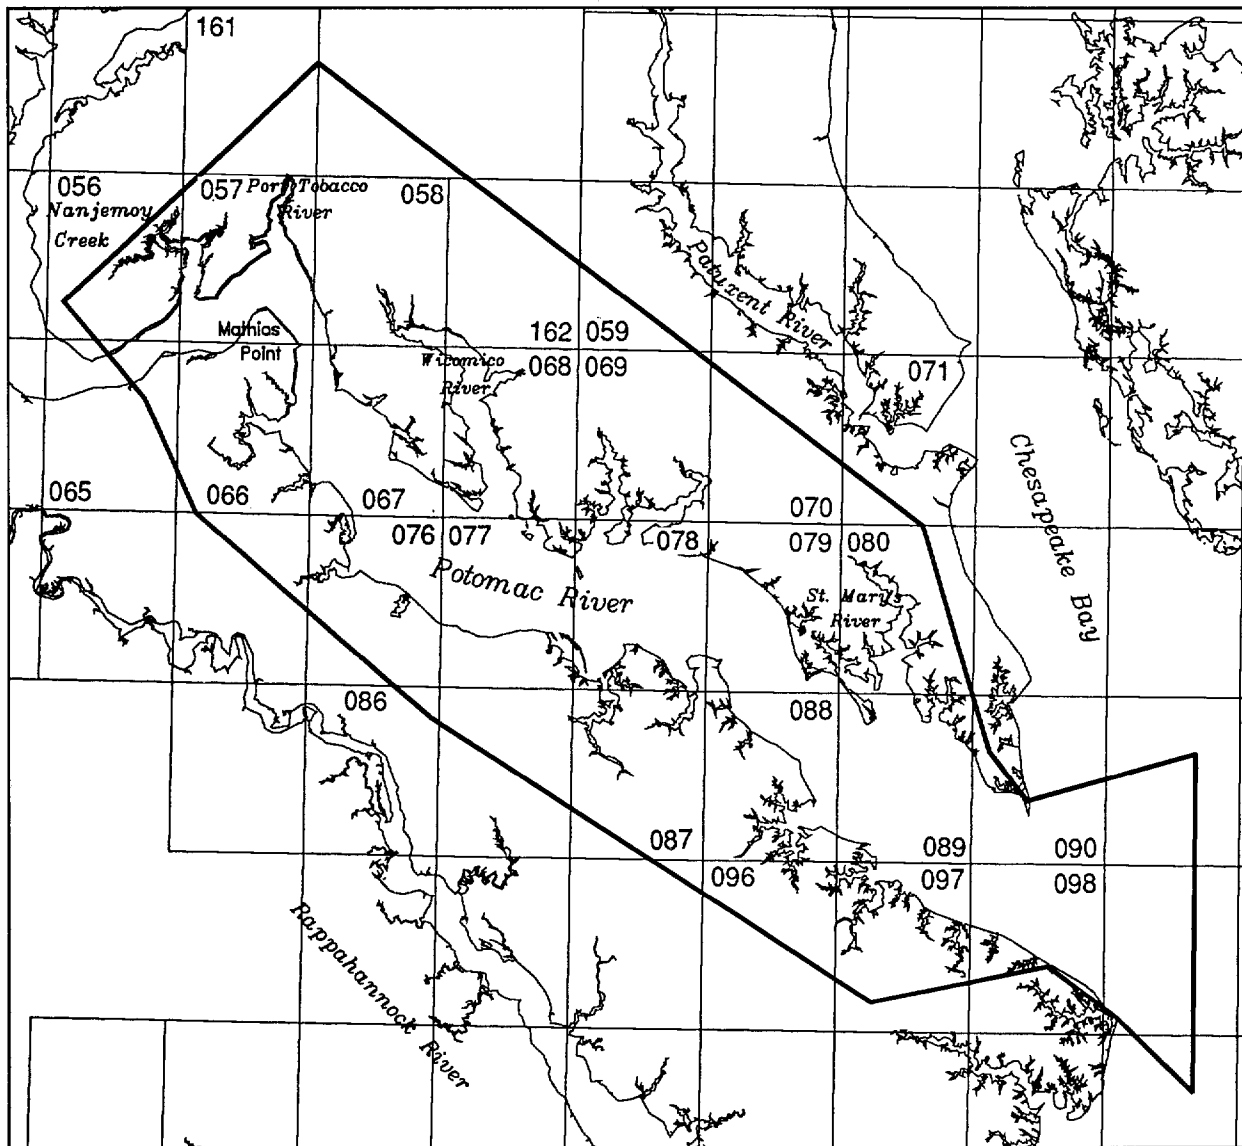 161
056
057
Port Tobacco
River
058
Nanjemoy
Creek
Patuxent River
Mathias
Point
162
059
068
069
Wicomico
River
071
Chesapeake Bay
065
066
067
070
076
077
078
079
080
Potomac River
St. Mary's
River
086
088
087
089
090
096
097
098
Rappahannock River